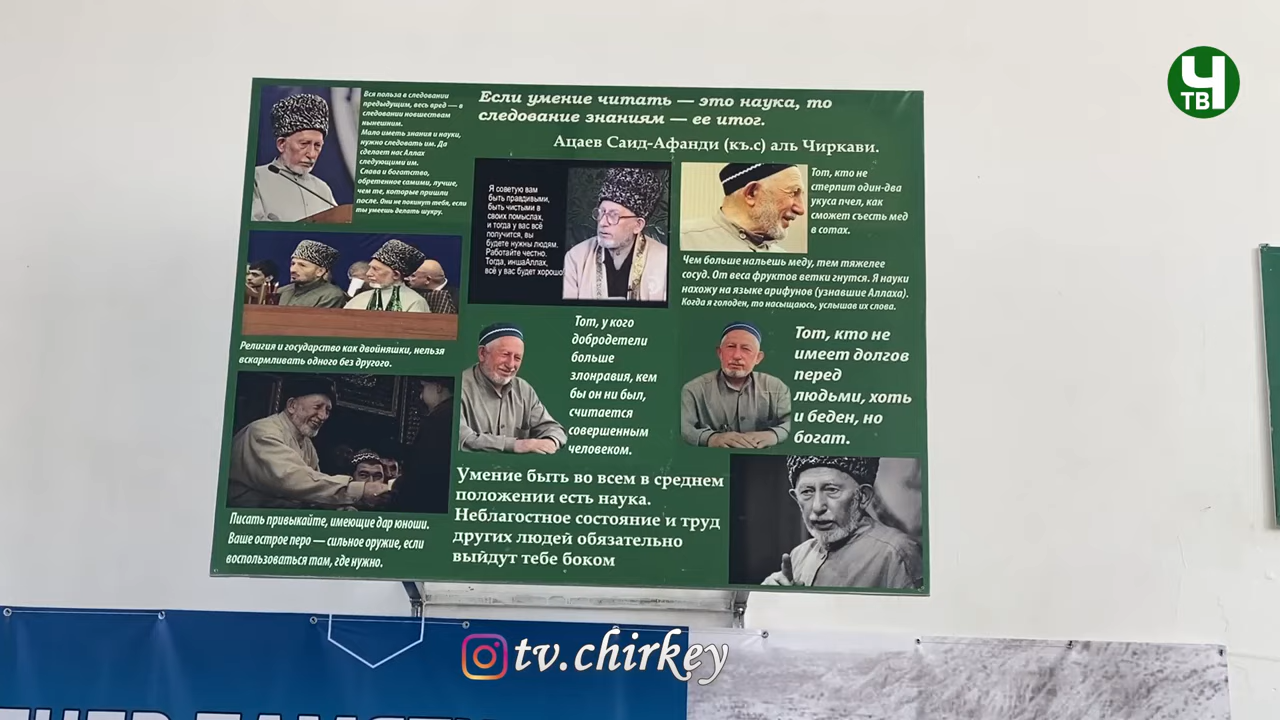 Ч
ТВ
Если умение читать — это наука, то
следование знаниям — ее итог.
Ацаев Саид-Афанди (къ.с) аль Чиркави.
Вся польза в следовании
предыдущим, весь вред — в
следовании новшествам
нынешним.
Мало иметь знания и науки,
нужно следовать им. Да
сделает нас Аллах
следующими им.
Слава и богатство,
обретенное самими, лучше,
чем те, которые пришли
после. Они не покинут тебя, если
ты умеешь делать шукру.
Я советую вам
быть правдивыми,
быть чистыми в
своих помыслах,
и тогда у вас всё
получится, вы
будете нужны людям.
Работайте честно.
Тогда, иншаАллах,
всё у вас будет хорошо!
Тот, кто не
стерпит один-два
укуса пчел, как
сможет съесть мед
в сотах.
Чем больше нальешь меду, тем тяжелее
сосуд. От веса фруктов ветки гнутся. Я науки
нахожу на языке арифунов (узнавшие Аллаха).
Когда я голоден, то насыщаюсь, услышав их слова.
Религия и государство как двойняшки, нельзя
вскармливать одного без другого.
Тот, у кого
добродетели
больше
злонравия, кем
бы он ни был,
считается
совершенным
человеком.
Тот, кто не
имеет долгов
перед
людьми, хоть
и беден, но
богат.
Писать привыкайте, имеющие дар юноши.
Ваше острое перо — сильное оружие, если
воспользоваться там, где нужно.
Умение быть во всем в среднем
положении есть наука.
Неблагостное состояние и труд
других людей обязательно
выйдут тебе боком
tv.chirkey